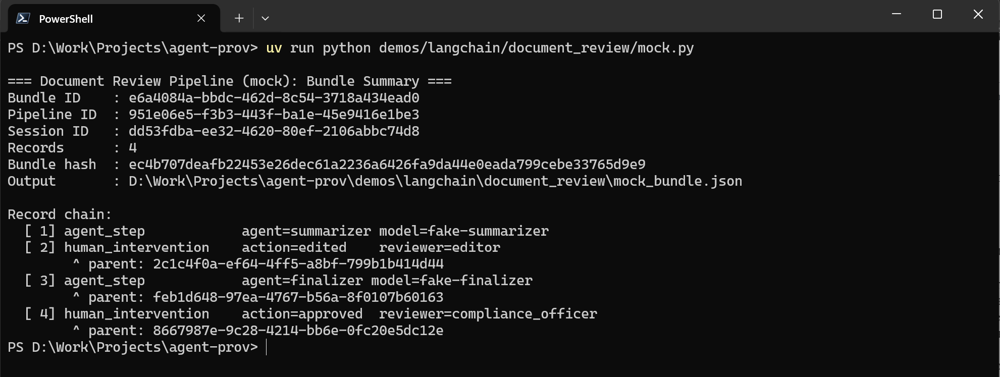 PowerShell
PS D:\Work\Projects\agent-prov> uv run python demos/langchain/document_review/mock.py
=== Document Review Pipeline (mock): Bundle Summary ===
Bundle ID    : e6a4084a-bbdc-462d-8c54-3718a434ead0
Pipeline ID  : 951e06e5-f3b3-443f-ba1e-45e9416e1be3
Session ID   : dd53fdba-ee32-4620-80ef-2106abbc74d8
Records      : 4
Bundle hash  : ec4b707deafb22453e26dec61a2236a6426fa9da44e0eada799cebe33765d9e9
Output       : D:\Work\Projects\agent-prov\demos\langchain\document_review\mock_bundle.json
Record chain:
  [ 1] agent_step            agent=summarizer model=fake-summarizer
  [ 2] human_intervention    action=edited    reviewer=editor
        ^ parent: 2c1c4f0a-ef64-4ff5-a8bf-799b1b414d44
  [ 3] agent_step            agent=finalizer model=fake-finalizer
        ^ parent: feb1d648-97ea-4767-b56a-8f0107b60163
  [ 4] human_intervention    action=approved  reviewer=compliance_officer
        ^ parent: 8667987e-9c28-4214-bb6e-0fc20e5dc12e
PS D:\Work\Projects\agent-prov>